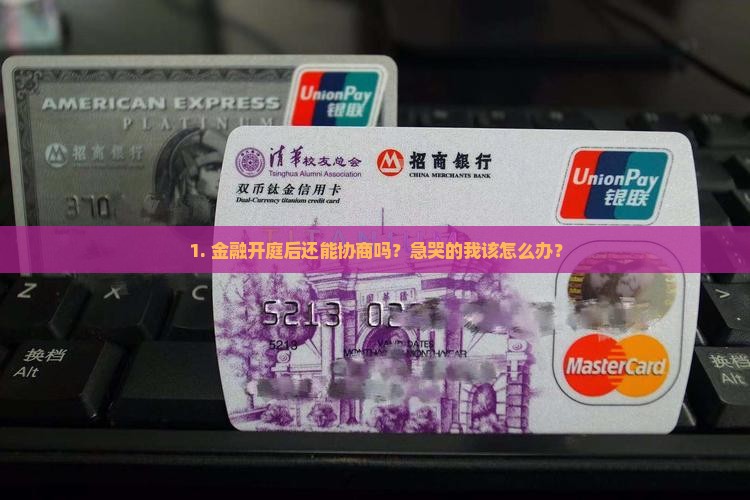 AMERICAN EXPRESS
PLATINUM
UnionPay
银联
招商银行
370
清华校友总会
Tsinghua Alumni Association
招商银行
CHINA MERCHANTS BANK
双币钛金信用卡
Dual-Currency titanium credit card
UnionPay
银联
1. 金融开庭后还能协商吗？急哭的我该怎么办？
5213 02
5213
MasterCard
Z
X
换档
Alt
换档
Alt